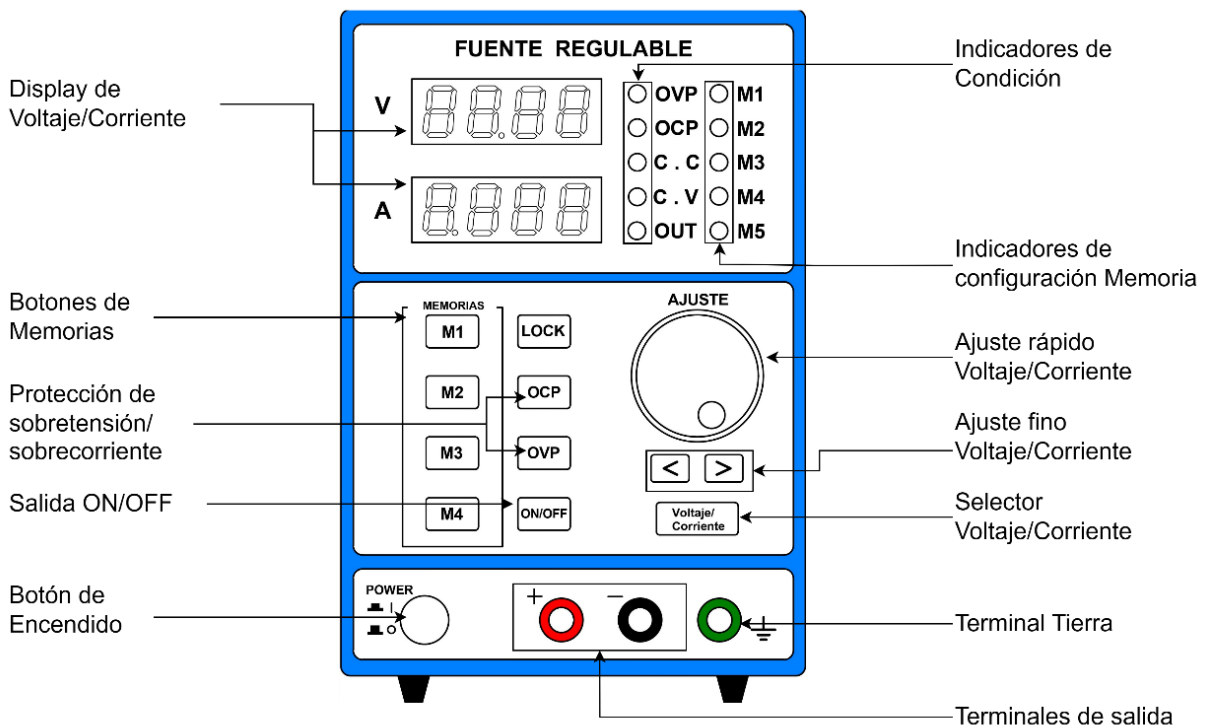 FUENTE REGULABLE
Display de
Voltaje/Corriente
V
A
OVP
OCP
C . C
C . V
OUT
M1
M2
M3
M4
M5
Indicadores de
Condición
Indicadores de
configuración Memoria
Botones de
Memorias
Protección de
sobretensión/
sobrecorriente
Salida ON/OFF
MEMORIAS
M1
M2
M3
M4
LOCK
OCP
OVP
ON/OFF
AJUSTE
<
>
Voltaje/
Corriente
Ajuste rápido
Voltaje/Corriente
Ajuste fino
Voltaje/Corriente
Selector
Voltaje/Corriente
Botón de
Encendido
POWER
+
−
Terminal Tierra
Terminales de salida